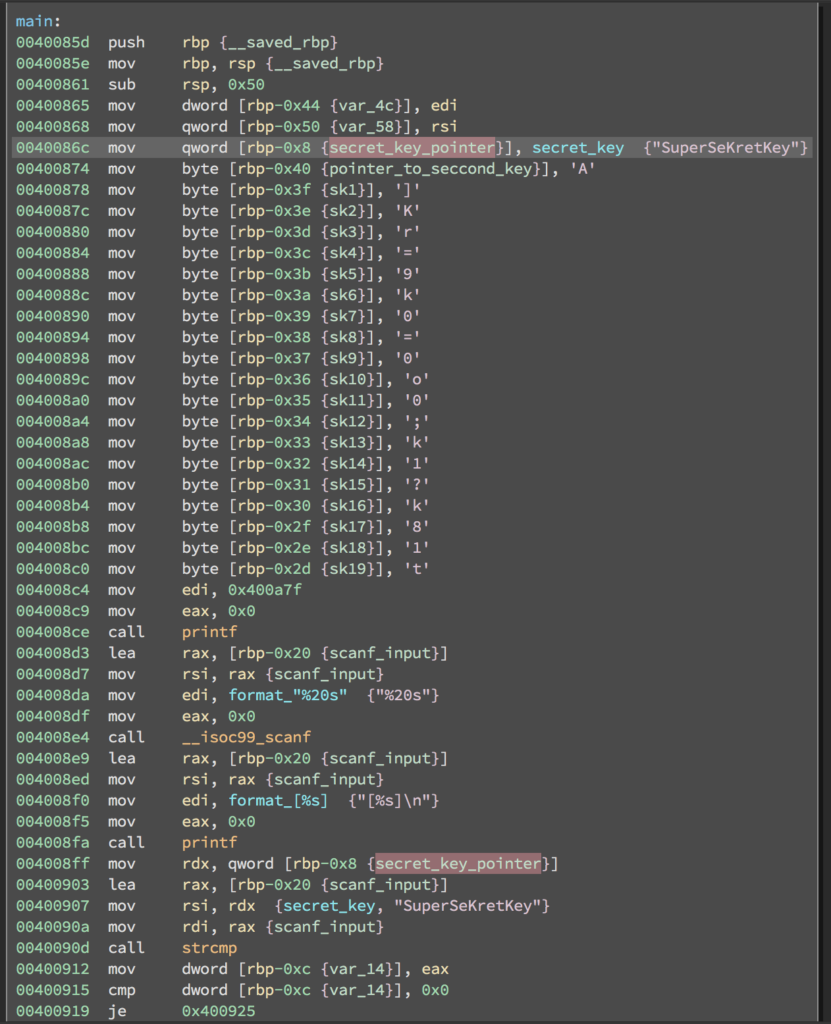 main:
0040085d push rbp {__saved_rbp}
0040085e mov rbp, rsp {__saved_rbp}
00400861 sub rsp, 0x50
00400865 mov dword [rbp-0x44 {var_4c}], edi
00400868 mov qword [rbp-0x50 {var_58}], rsi
0040086c mov qword [rbp-0x8 {secret_key_pointer}], secret_key {"SuperSeKretKey"}
00400874 mov byte [rbp-0x40 {pointer_to_seccond_key}], 'A'
00400878 mov byte [rbp-0x3f {sk1}], ']'
0040087c mov byte [rbp-0x3e {sk2}], 'K'
00400880 mov byte [rbp-0x3d {sk3}], 'r'
00400884 mov byte [rbp-0x3c {sk4}], '='
00400888 mov byte [rbp-0x3b {sk5}], '9'
0040088c mov byte [rbp-0x3a {sk6}], 'k'
00400890 mov byte [rbp-0x39 {sk7}], '0'
00400894 mov byte [rbp-0x38 {sk8}], '='
00400898 mov byte [rbp-0x37 {sk9}], '0'
0040089c mov byte [rbp-0x36 {sk10}], 'o'
004008a0 mov byte [rbp-0x35 {sk11}], '0'
004008a4 mov byte [rbp-0x34 {sk12}], ';'
004008a8 mov byte [rbp-0x33 {sk13}], 'k'
004008ac mov byte [rbp-0x32 {sk14}], '1'
004008b0 mov byte [rbp-0x31 {sk15}], '?'
004008b4 mov byte [rbp-0x30 {sk16}], 'k'
004008b8 mov byte [rbp-0x2f {sk17}], '8'
004008bc mov byte [rbp-0x2e {sk18}], '1'
004008c0 mov byte [rbp-0x2d {sk19}], 't'
004008c4 mov edi, 0x400a7f
004008c9 mov eax, 0x0
004008ce call printf
004008d3 lea rax, [rbp-0x20 {scanf_input}]
004008d7 mov rsi, rax {scanf_input}
004008da mov edi, format_"%20s" {"%20s"}
004008df mov eax, 0x0
004008e4 call __isoc99_scanf
004008e9 lea rax, [rbp-0x20 {scanf_input}]
004008ed mov rsi, rax {scanf_input}
004008f0 mov edi, format_[%s] {"[%s]\n"}
004008f5 mov eax, 0x0
004008fa call printf
004008ff mov rdx, qword [rbp-0x8 {secret_key_pointer}]
00400903 lea rax, [rbp-0x20 {scanf_input}]
00400907 mov rsi, rdx {secret_key, "SuperSeKretKey"}
0040090a mov rdi, rax {scanf_input}
0040090d call strcmp
00400912 mov dword [rbp-0xc {var_14}], eax
00400915 cmp dword [rbp-0xc {var_14}], 0x0
00400919 je 0x400925